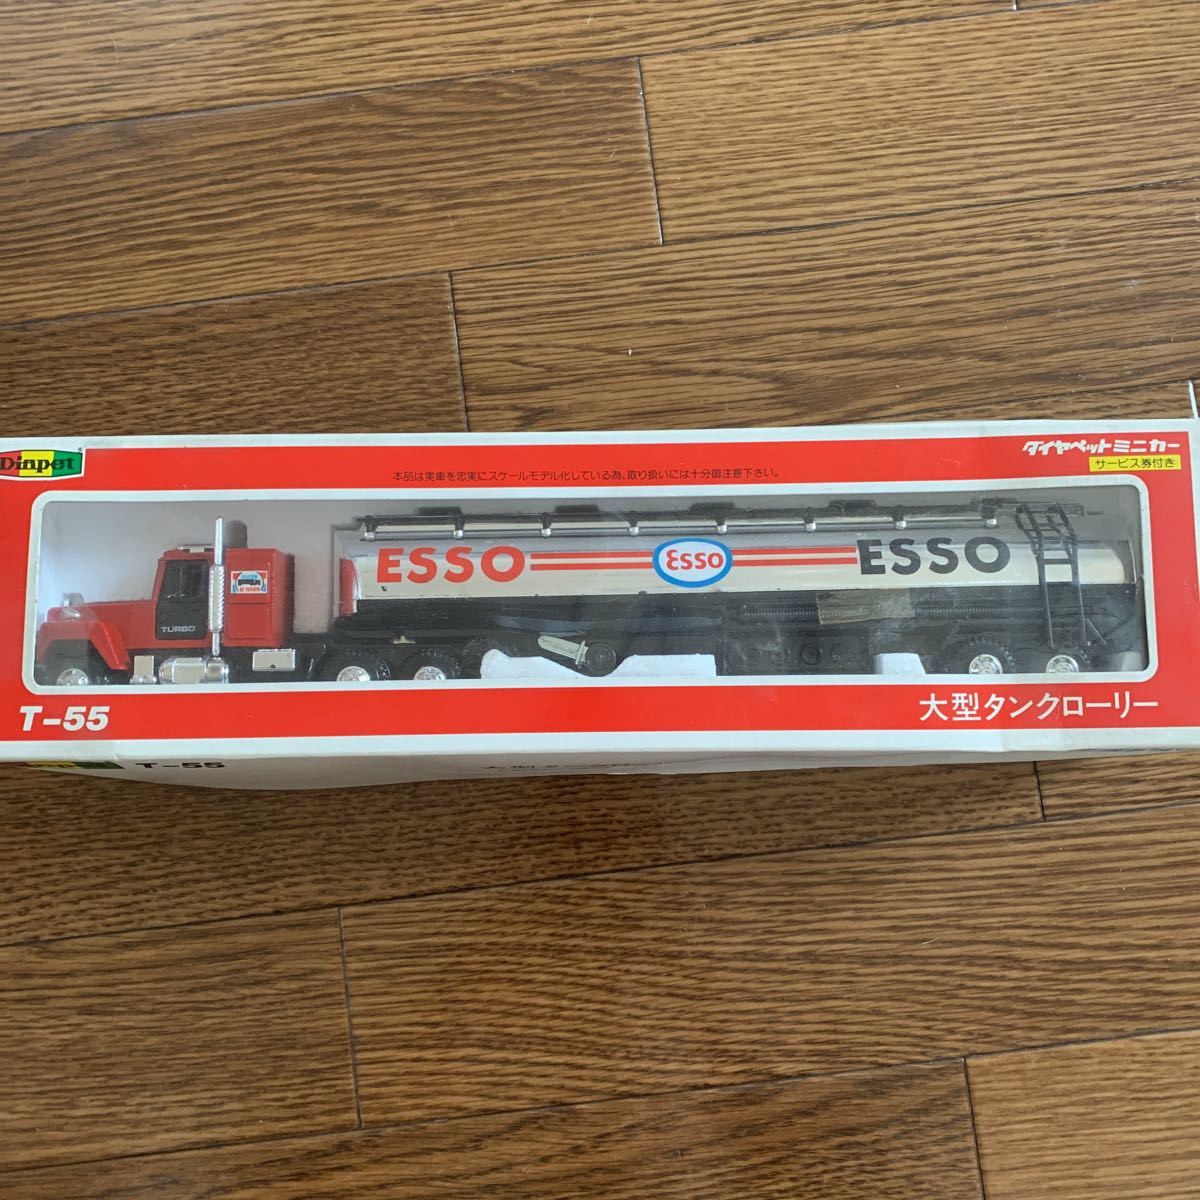 Diapet
ダイヤペットミニカー
サービス券付き
本品は実車を忠実にスケールモデル化している為、取り扱いには十分御注意下さい。
ESSO
Esso
ESSO
TURBO
T-55
大型タンクローリー
T-55